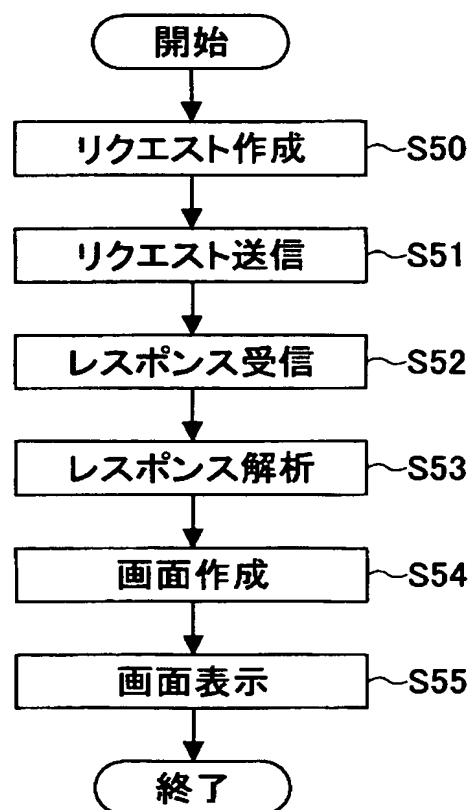 開始
リクエスト作成 S50
リクエスト送信 S51
レスポンス受信 S52
レスポンス解析 S53
画面作成 S54
画面表示 S55
終了